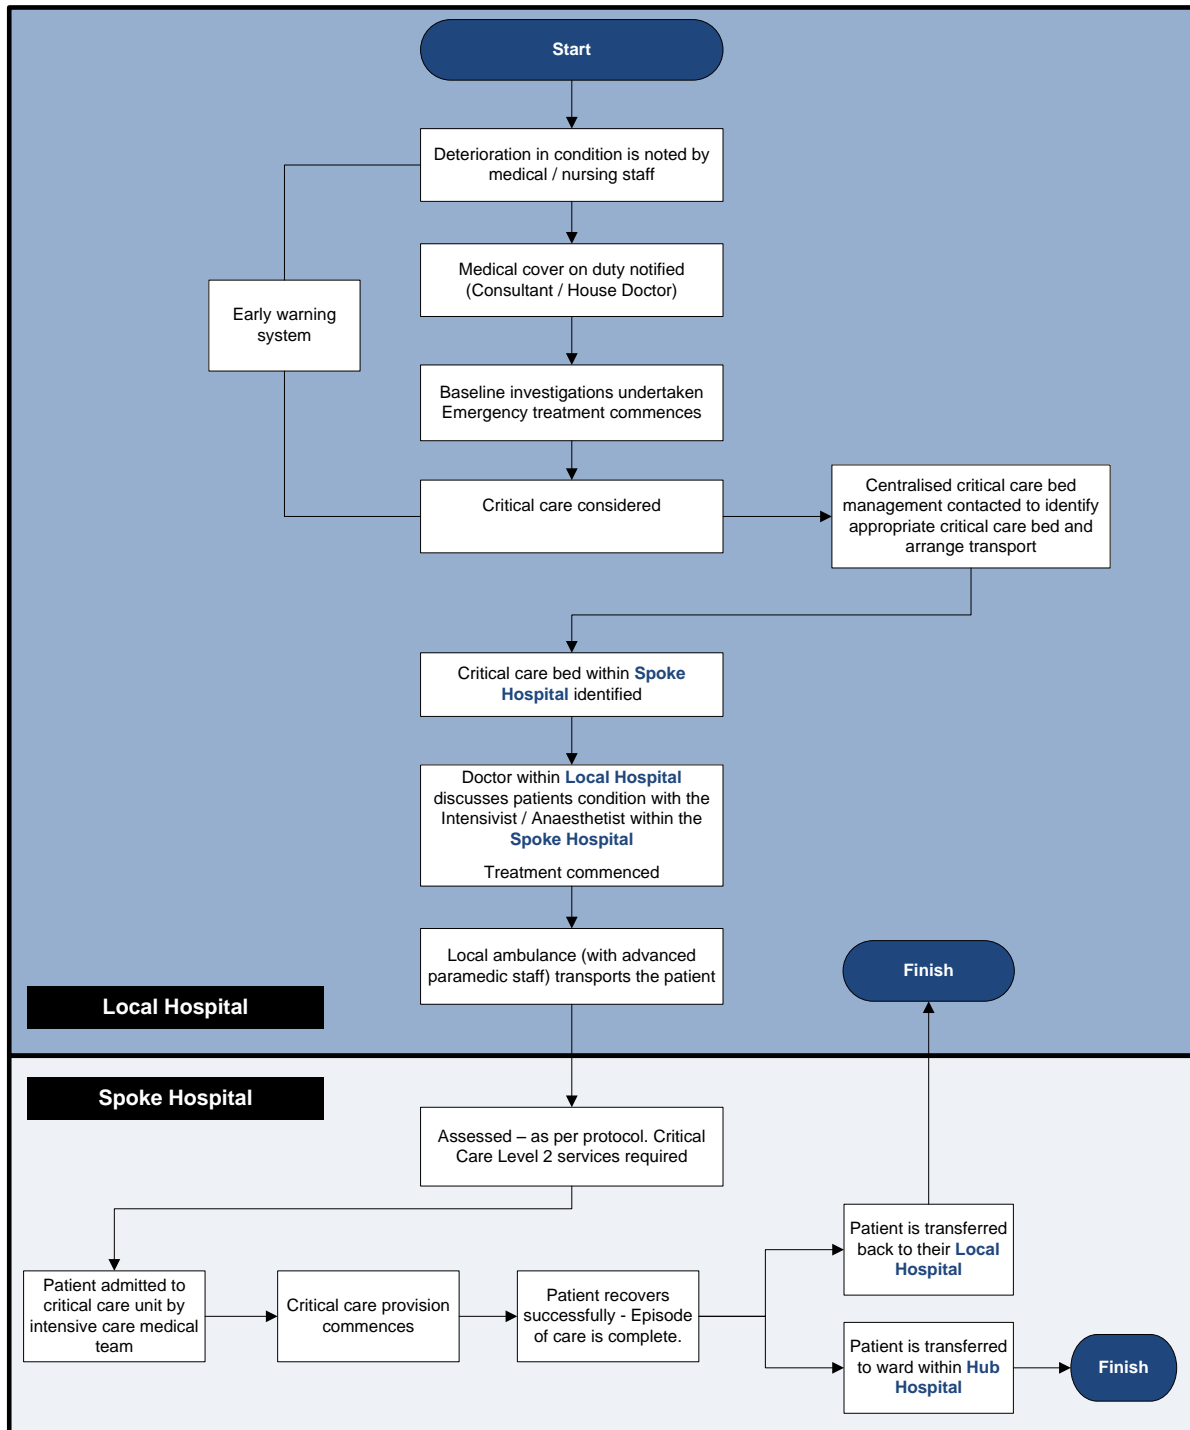 Start
Deterioration in condition is noted by
medical / nursing staff
Medical cover on duty notified
(Consultant / House Doctor)
Early warning
system
Baseline investigations undertaken
Emergency treatment commences
Critical care considered
Centralised critical care bed
management contacted to identify
appropriate critical care bed and
arrange transport
Critical care bed within Spoke
Hospital identified
Doctor within Local Hospital
discusses patients condition with the
Intensivist / Anaesthetist within the
Spoke Hospital
Treatment commenced
Local ambulance (with advanced
paramedic staff) transports the patient
Finish
Local Hospital
Spoke Hospital
Assessed – as per protocol. Critical
Care Level 2 services required
Patient admitted to
critical care unit by
intensive care medical
team
Critical care provision
commences
Patient recovers
successfully - Episode
of care is complete.
Patient is transferred
back to their Local
Hospital
Patient is transferred
to ward within Hub
Hospital
Finish